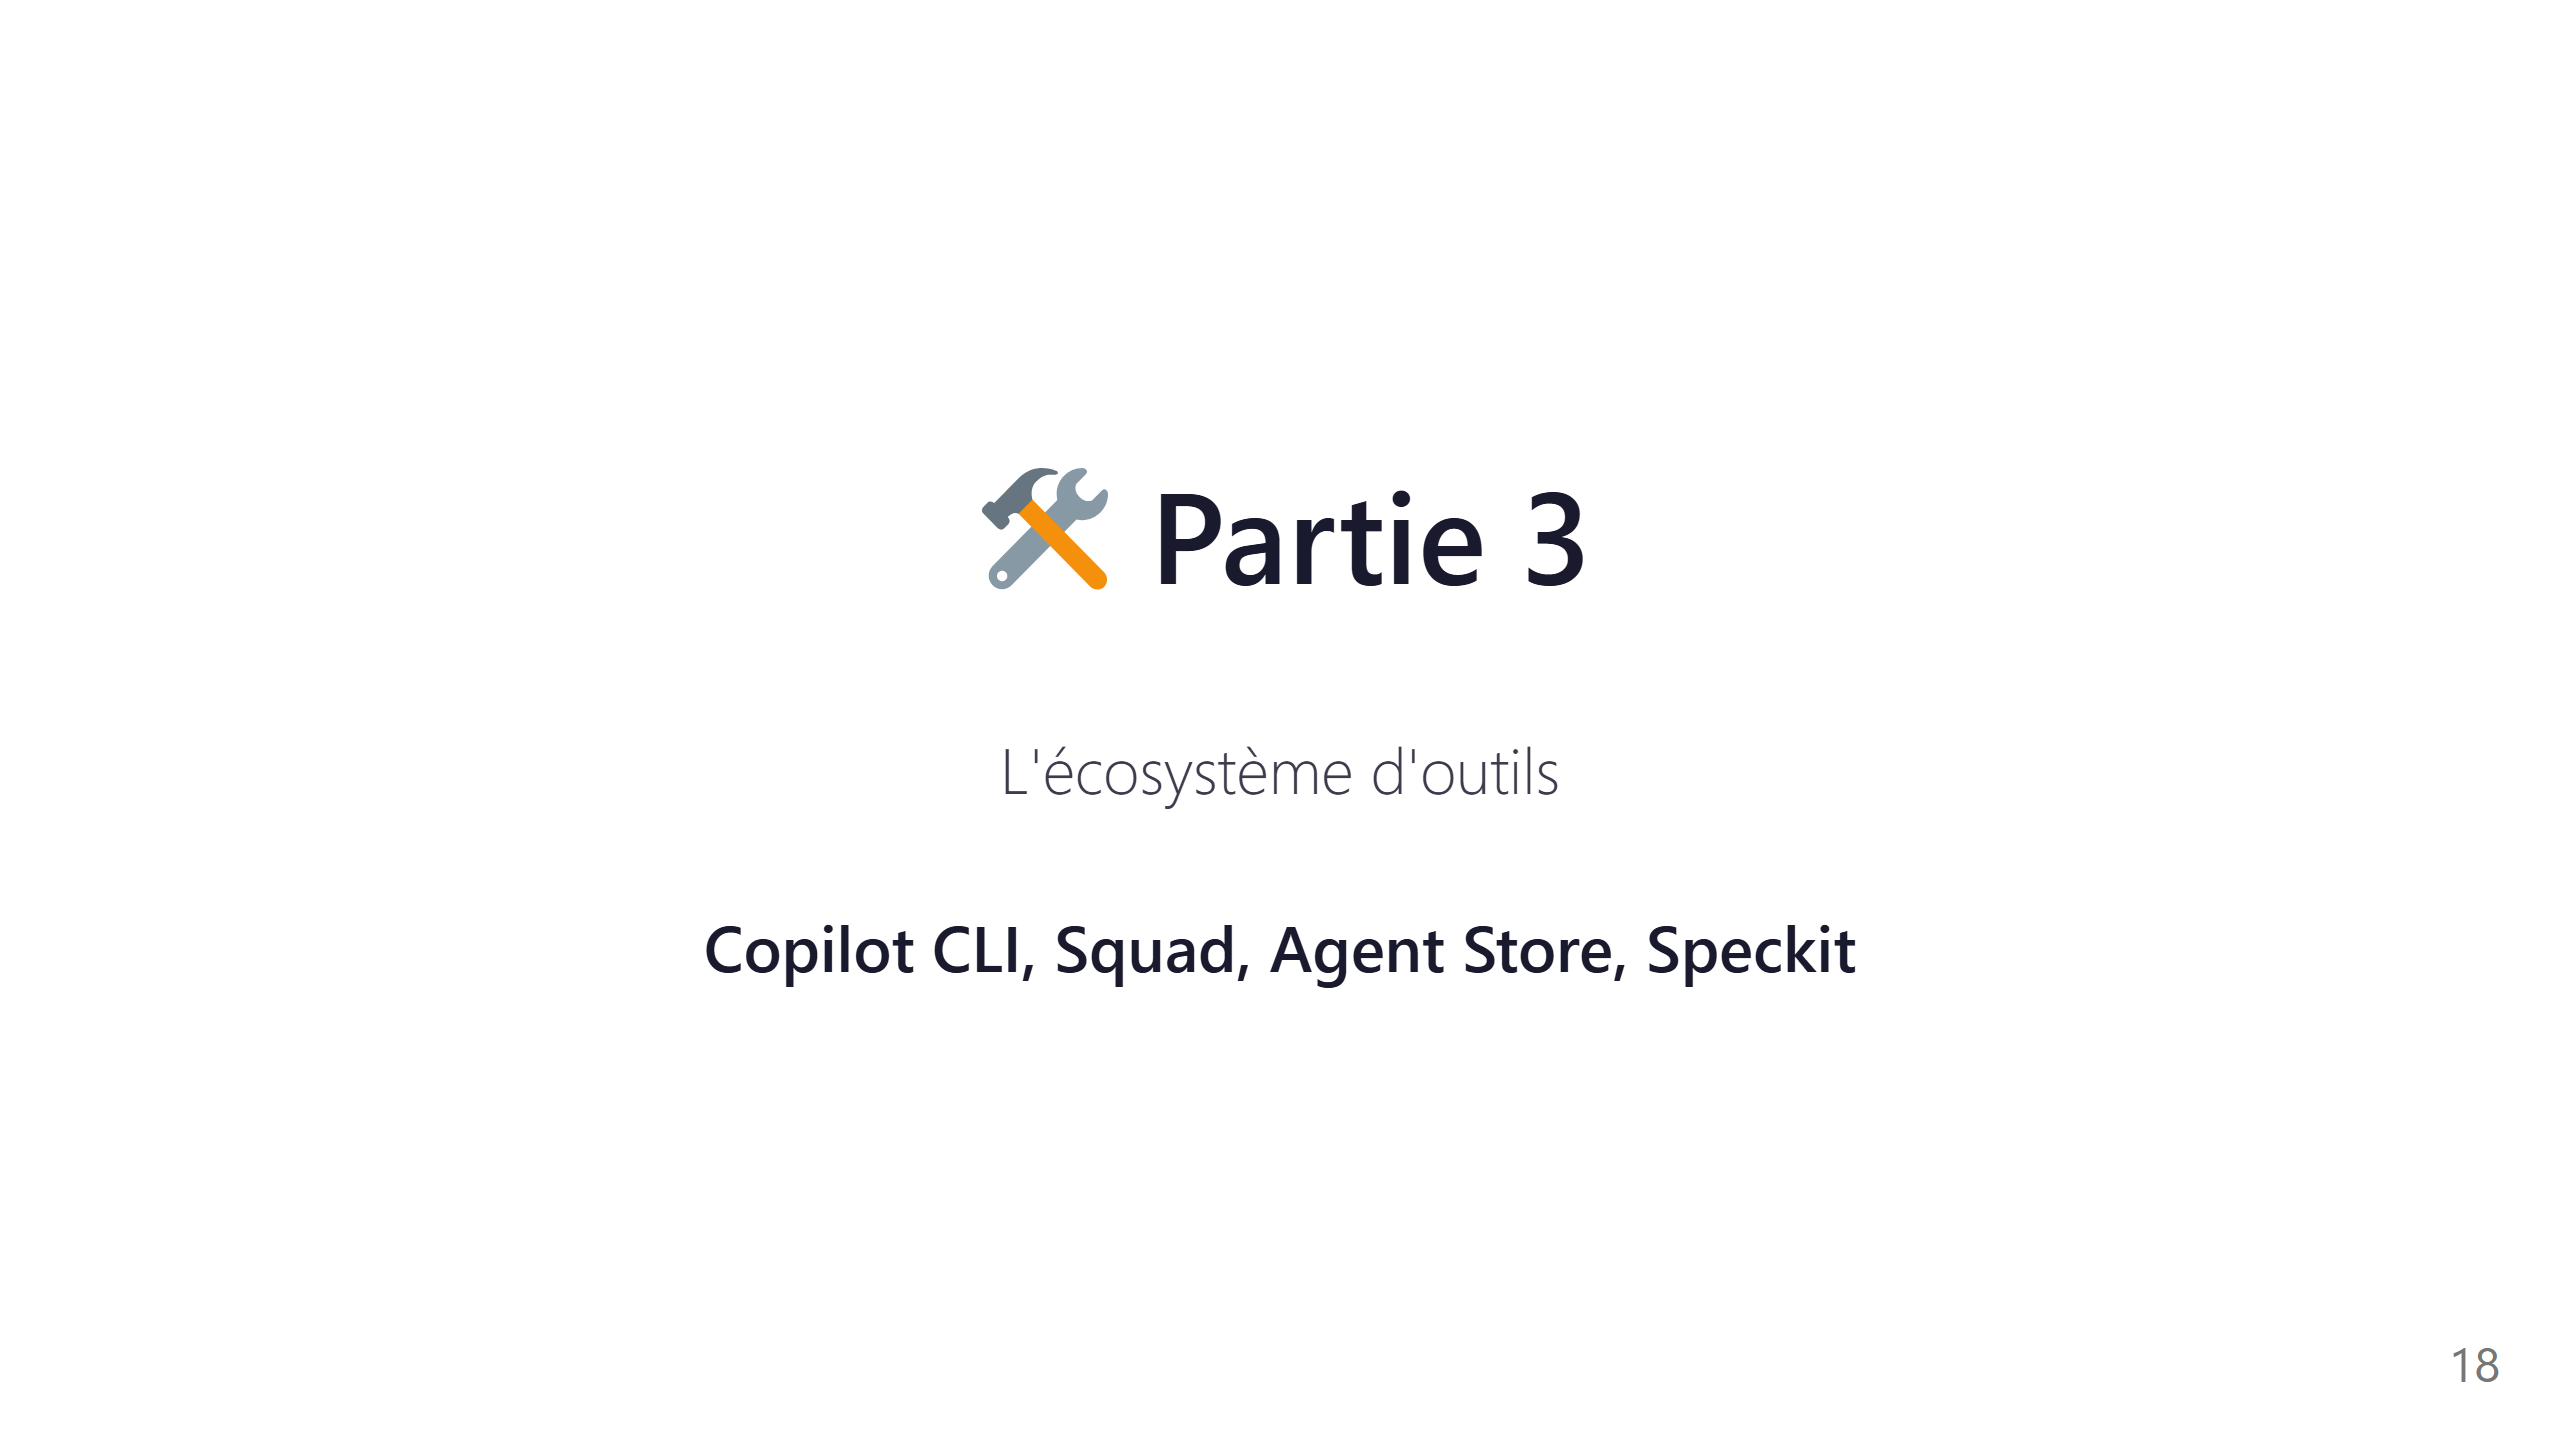 Partie 3
L'écosystème d'outils
Copilot CLI, Squad, Agent Store, Speckit
18